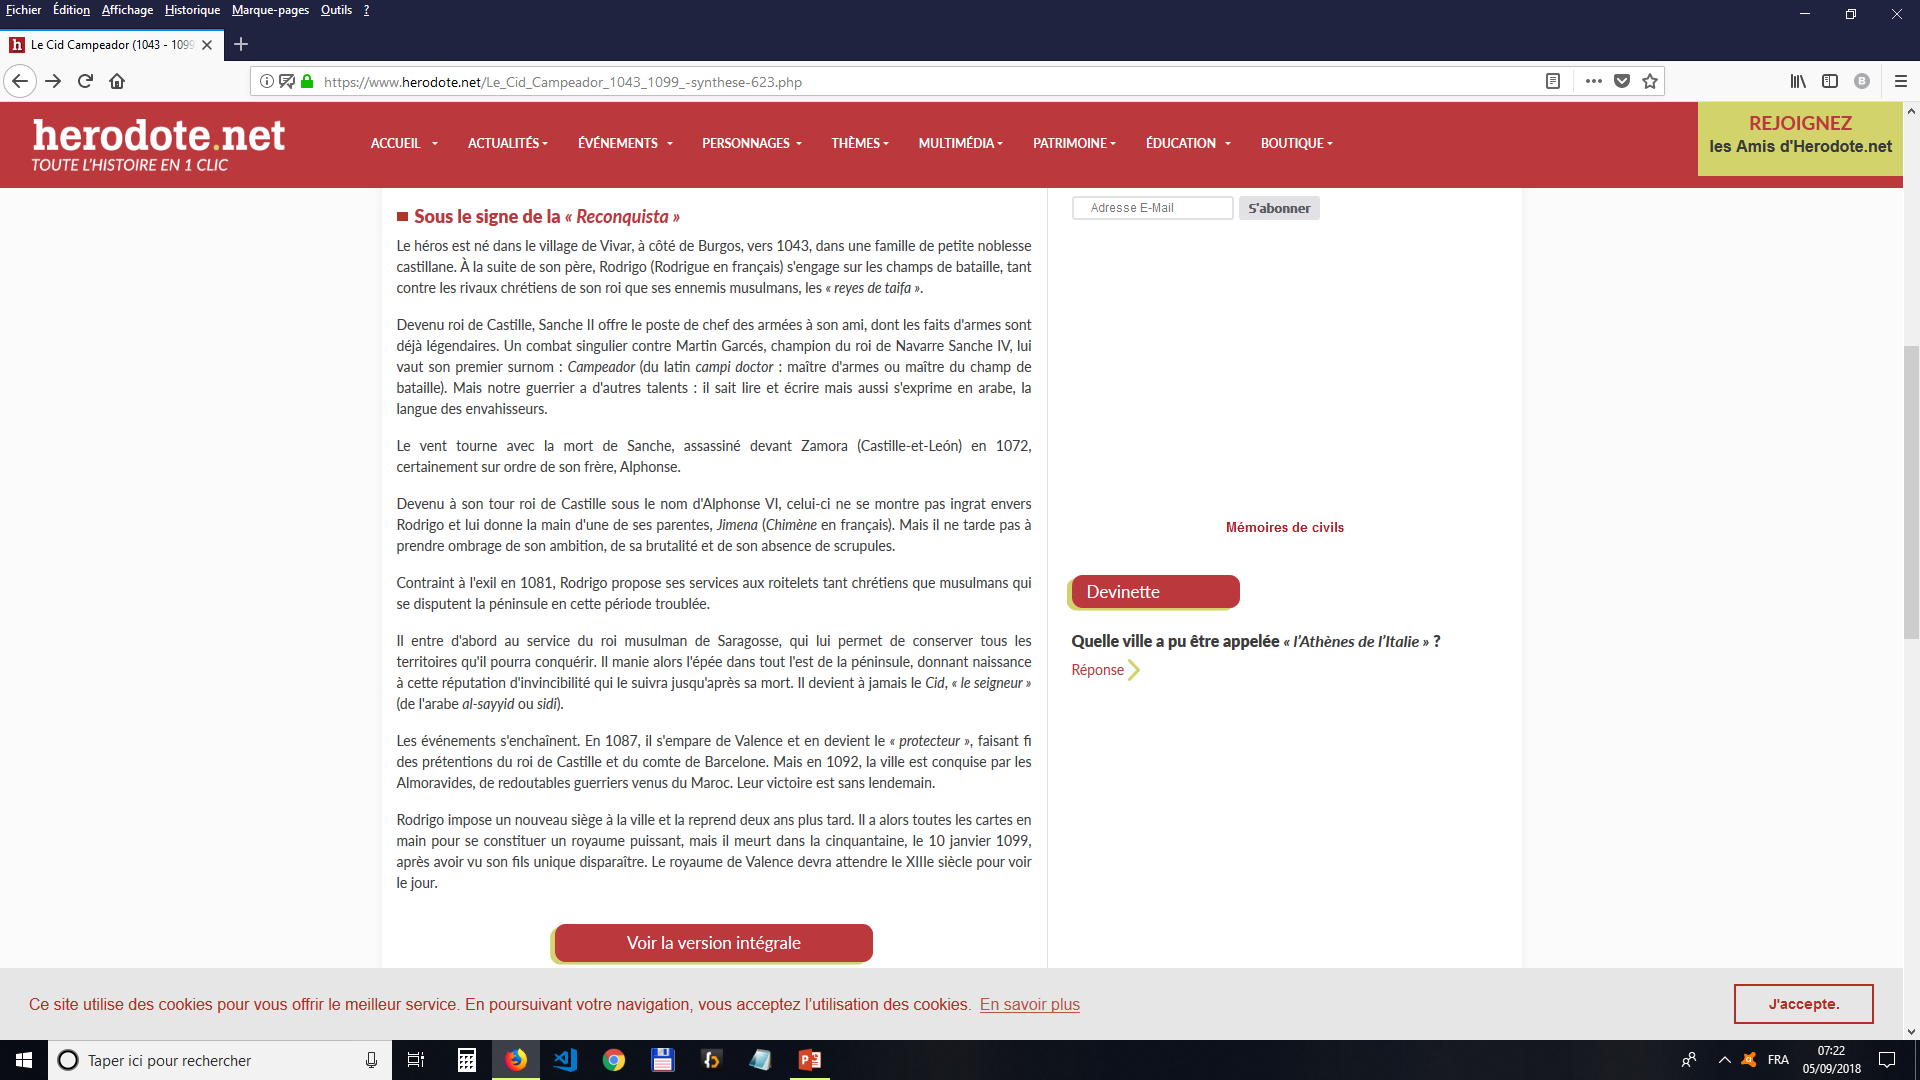 Fichier Édition Affichage Historique Marque-pages Outils ?
Le Cid Campeador (1043 - 1099
https://www.herodote.net/Le_Cid_Campeador_1043_1099_-synthese-623.php
herodote.net
TOUTE L'HISTOIRE EN 1 CLIC
ACCUEIL ACTUALITÉS ÉVÉNEMENTS PERSONNAGES THÈMES MULTIMÉDIA PATRIMOINE ÉDUCATION BOUTIQUE
REJOIGNEZ
les Amis d'Herodote.net
Sous le signe de la « Reconquista »
Le héros est né dans le village de Vivar, à côté de Burgos, vers 1043, dans une famille de petite noblesse
castillane. À la suite de son père, Rodrigo (Rodrigue en français) s'engage sur les champs de bataille, tant
contre les rivaux chrétiens de son roi que ses ennemis musulmans, les « reyes de taifa ».
Devenu roi de Castille, Sanche II offre le poste de chef des armées à son ami, dont les faits d'armes sont
déjà légendaires. Un combat singulier contre Martin Garcés, champion du roi de Navarre Sanche IV, lui
vaut son premier surnom : Campeador (du latin campi doctor : maître d'armes ou maître du champ de
bataille). Mais notre guerrier a d'autres talents : il sait lire et écrire mais aussi s'exprime en arabe, la
langue des envahisseurs.
Le vent tourne avec la mort de Sanche, assassiné devant Zamora (Castille-et-León) en 1072,
certainement sur ordre de son frère, Alphonse.
Devenu à son tour roi de Castille sous le nom d'Alphonse VI, celui-ci ne se montre pas ingrat envers
Rodrigo et lui donne la main d'une de ses parentes, Jimena (Chimène en français). Mais il ne tarde pas à
prendre ombrage de son ambition, de sa brutalité et de son absence de scrupules.
Contraint à l'exil en 1081, Rodrigo propose ses services aux roitelets tant chrétiens que musulmans qui
se disputent la péninsule en cette période troublée.
Il entre d'abord au service du roi musulman de Saragosse, qui lui permet de conserver tous les
territoires qu'il pourra conquérir. Il manie alors l'épée dans tout l'est de la péninsule, donnant naissance
à cette réputation d'invincibilité qui le suivra jusqu'après sa mort. Il devient à jamais le Cid, « le seigneur »
(de l'arabe al-sayyid ou sidi).
Les événements s'enchaînent. En 1087, il s'empare de Valence et en devient le « protecteur », faisant fi
des prétentions du roi de Castille et du comte de Barcelone. Mais en 1092, la ville est conquise par les
Almoravides, de redoutables guerriers venus du Maroc. Leur victoire est sans lendemain.
Rodrigo impose un nouveau siège à la ville et la reprend deux ans plus tard. Il a alors toutes les cartes en
main pour se constituer un royaume puissant, mais il meurt dans la cinquantaine, le 10 janvier 1099,
après avoir vu son fils unique disparaître. Le royaume de Valence devra attendre le XIIIe siècle pour voir
le jour.
Voir la version intégrale
Adresse E-Mail S'abonner
Mémoires de civils
Devinette
Quelle ville a pu être appelée « l'Athènes de l'Italie » ?
Réponse
Ce site utilise des cookies pour vous offrir le meilleur service. En poursuivant votre navigation, vous acceptez l'utilisation des cookies. En savoir plus
J'accepte.
Taper ici pour rechercher
FRA
07:22
05/09/2018